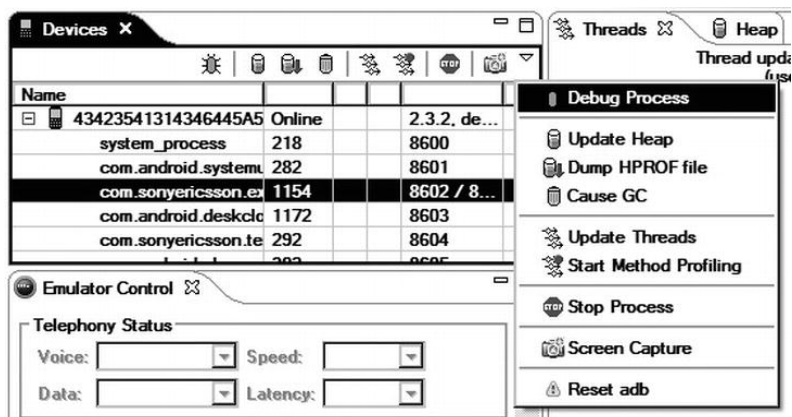 Devices
Threads
Heap
Thread upda
(use
Name
43423541314346445A5 Online 2.3.2, de...
system_process 218 8600
com.android.systemu 282 8601
com.sonyericsson.ex 1154 8602 / 8...
com.android.deskclo 1172 8603
com.sonyericsson.te 292 8604
Debug Process
Update Heap
Dump HPROF file
Cause GC
Update Threads
Start Method Profiling
STOP Stop Process
Screen Capture
Reset adb
Emulator Control
Telephony Status
Voice: Speed:
Data: Latency: